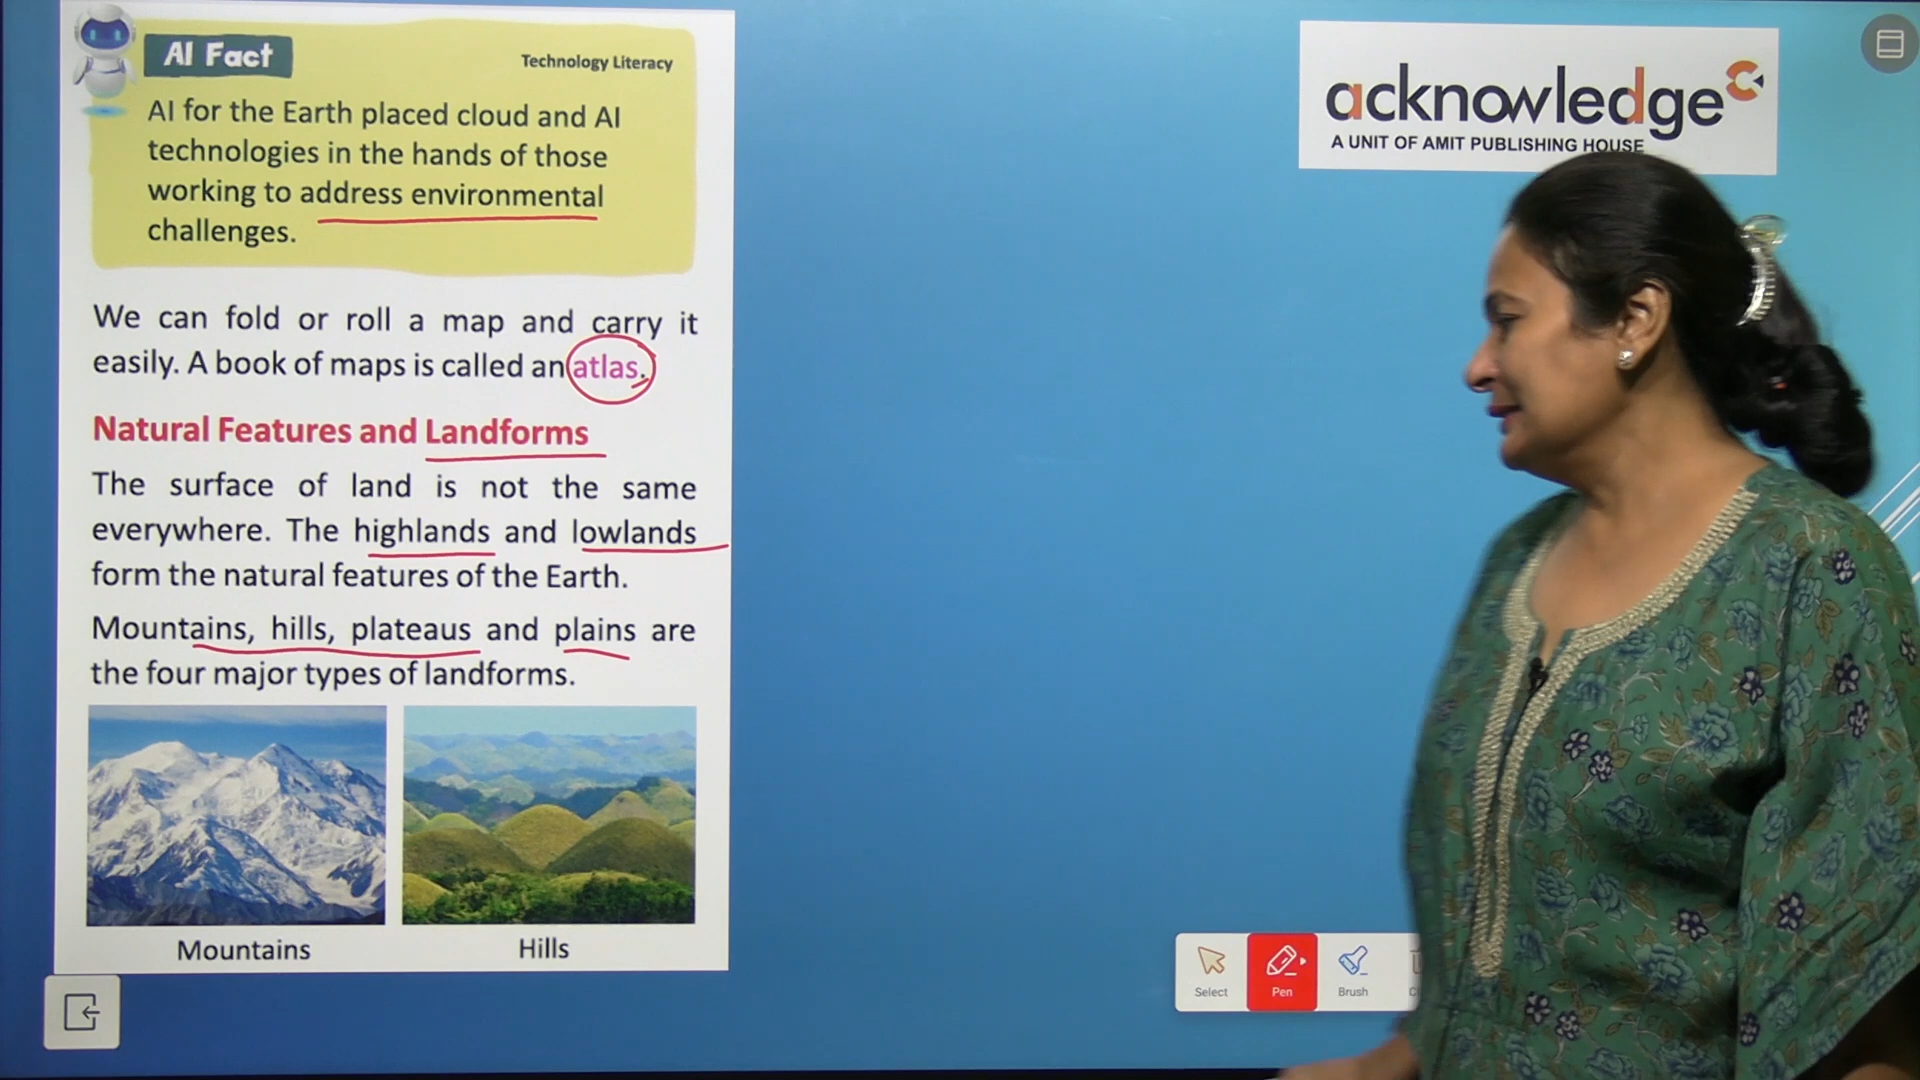 AI Fact
Technology Literacy
AI for the Earth placed cloud and AI
technologies in the hands of those
working to address environmental
challenges.
We can fold or roll a map and carry it
easily. A book of maps is called an atlas.
Natural Features and Landforms
The surface of land is not the same
everywhere. The highlands and lowlands
form the natural features of the Earth.
Mountains, hills, plateaus and plains are
the four major types of landforms.
Mountains
Hills
acknowledge
A UNIT OF AMIT PUBLISHING HOUSE
Select
Pen
Brush